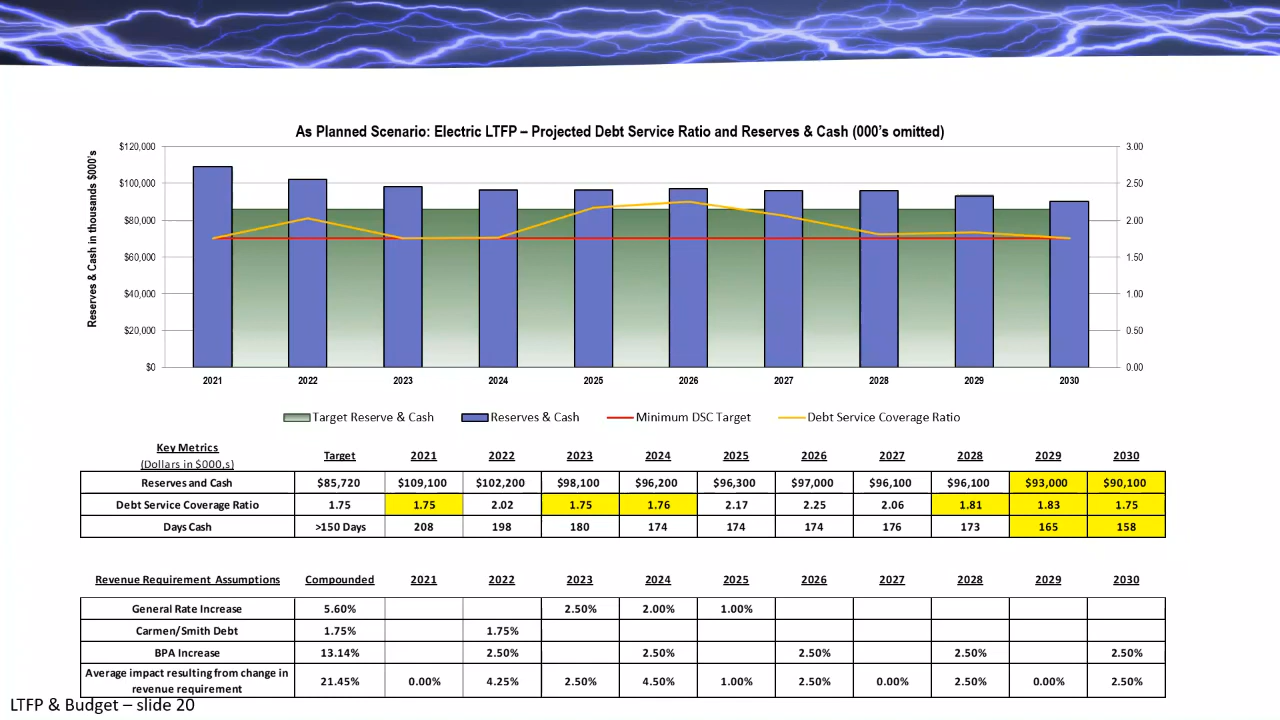 As Planned Scenario: Electric LTFP – Projected Debt Service Ratio and Reserves & Cash (000's omitted)
Reserves & Cash in thousands $000's
$120,000 3.00
$100,000 2.50
$80,000 2.00
$60,000 1.50
$40,000 1.00
$20,000 0.50
$0 0.00
2021 2022 2023 2024 2025 2026 2027 2028 2029 2030
Target Reserve & Cash Reserves & Cash Minimum DSC Target Debt Service Coverage Ratio
Key Metrics
(Dollars in $000,s) Target 2021 2022 2023 2024 2025 2026 2027 2028 2029 2030
Reserves and Cash $85,720 $109,100 $102,200 $98,100 $96,200 $96,300 $97,000 $96,100 $96,100 $93,000 $90,100
Debt Service Coverage Ratio 1.75 1.75 2.02 1.75 1.76 2.17 2.25 2.06 1.81 1.83 1.75
Days Cash >150 Days 208 198 180 174 174 174 176 173 165 158
Revenue Requirement Assumptions Compounded 2021 2022 2023 2024 2025 2026 2027 2028 2029 2030
General Rate Increase 5.60% 2.50% 2.00% 1.00%
Carmen/Smith Debt 1.75% 1.75%
BPA Increase 13.14% 2.50% 2.50% 2.50% 2.50% 2.50%
Average impact resulting from change in
revenue requirement 21.45% 0.00% 4.25% 2.50% 4.50% 1.00% 2.50% 0.00% 2.50% 0.00% 2.50%
LTFP & Budget – slide 20